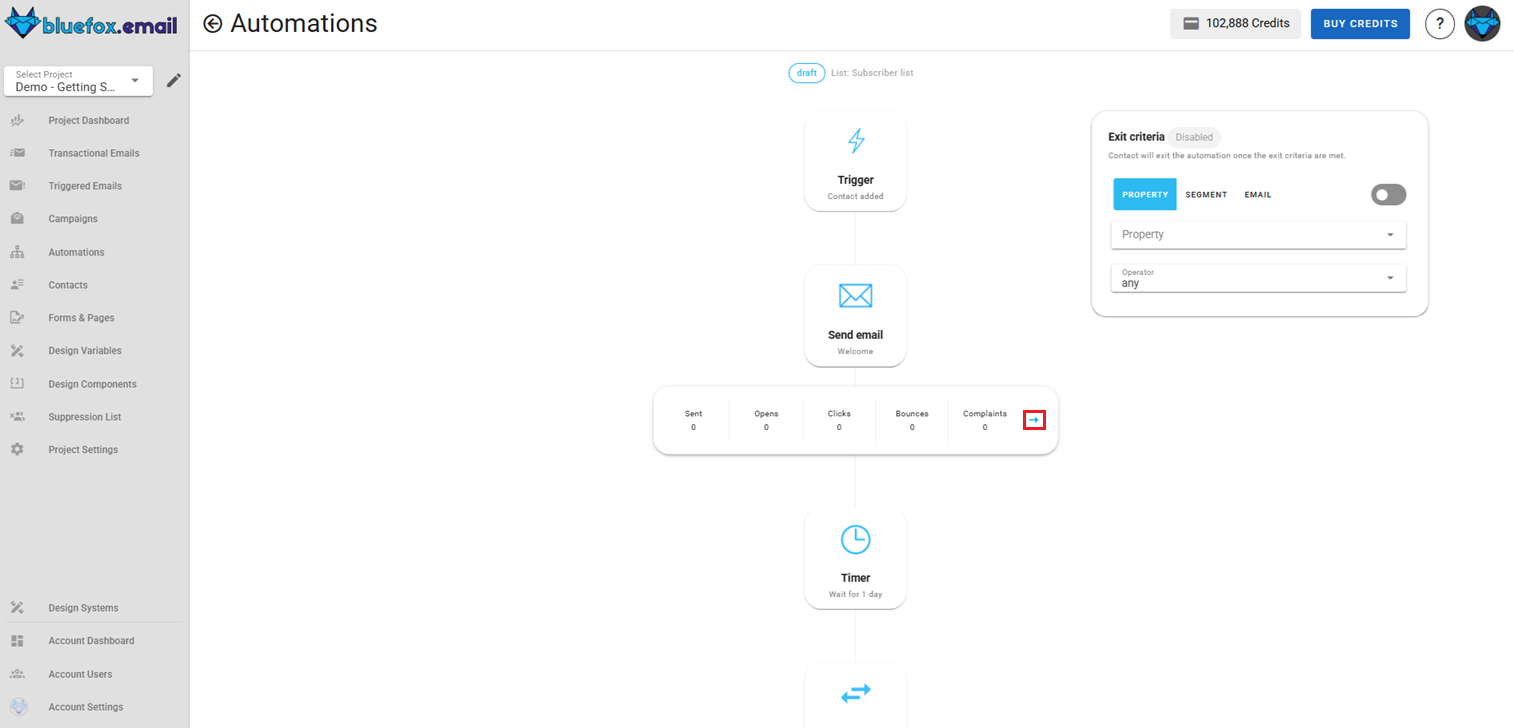 bluefox.email
Automations
102,888 Credits
BUY CREDITS
?
Select Project
Demo - Getting S...
Project Dashboard
Transactional Emails
Triggered Emails
Campaigns
Automations
Contacts
Forms & Pages
Design Variables
Design Components
Suppression List
Project Settings
Design Systems
Account Dashboard
Account Users
Account Settings
draft List: Subscriber list
Trigger
Contact added
Send email
Welcome
Sent Opens Clicks Bounces Complaints
0 0 0 0 0
Timer
Wait for 1 day
Exit criteria Disabled
Contact will exit the automation once the exit criteria are met.
PROPERTY SEGMENT EMAIL
Property
Operator
any